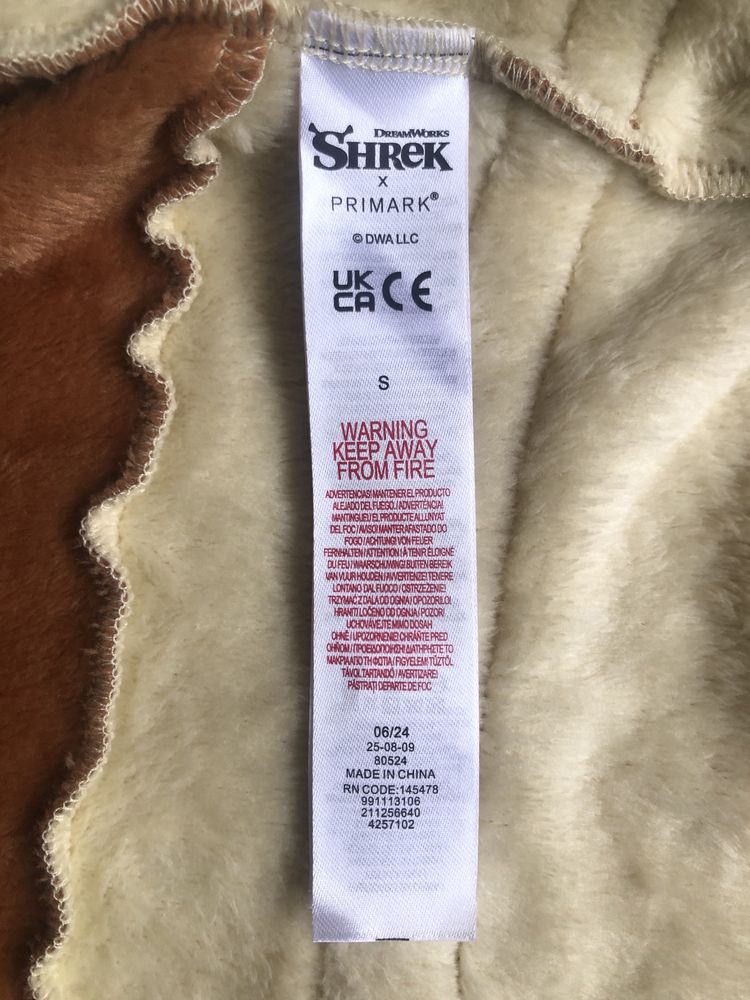 DREAMWORKS
SHREK
X
PRIMARK®
© DWA LLC
UK
CA CE
S
WARNING
KEEP AWAY
FROM FIRE
ADVERTENCIAS! MANTENER EL PRODUCTO
ALEJADO DEL FUEGO. / ADVERTÈNCIA!
MANTINGUEU EL PRODUCTE ALLUNYAT
DEL FOC / AVISO! MANTER AFASTADO DO
FOGO / ACHTUNG! VON FEUER
FERNHALTEN / ATTENTION ! À TENIR ÉLOIGNÉ
DU FEU / WAARSCHUWING! BUITEN BEREIK
VAN VUUR HOUDEN / AVVERTENZE! TENERE
LONTANO DAL FUOCO / OSTRZEŻENIE!
TRZYMAĆ Z DALA OD OGNIA / OPOZORILO!
HRANITI LOČENO OD OGNJA / POZOR!
UCHOVÁVEJTE MIMO DOSAH
OHNĚ / UPOZORNENIE! CHRÁŇTE PRED
OHŇOM / ΠΡΟΕΙΔΟΠΟΙΗΣΗ! ΔΙΑΤΗΡΗΣΤΕ ΤΟ
ΜΑΚΡΙΑ ΑΠΟ ΤΗ ΦΩΤΙΑ / FIGYELEM! TŰZTŐL
TÁVOL TARTANDÓ / AVERTIZARE!
PĂSTRAȚI DEPARTE DE FOC
06/24
25-08-09
80524
MADE IN CHINA
RN CODE:145478
991113106
211256640
4257102